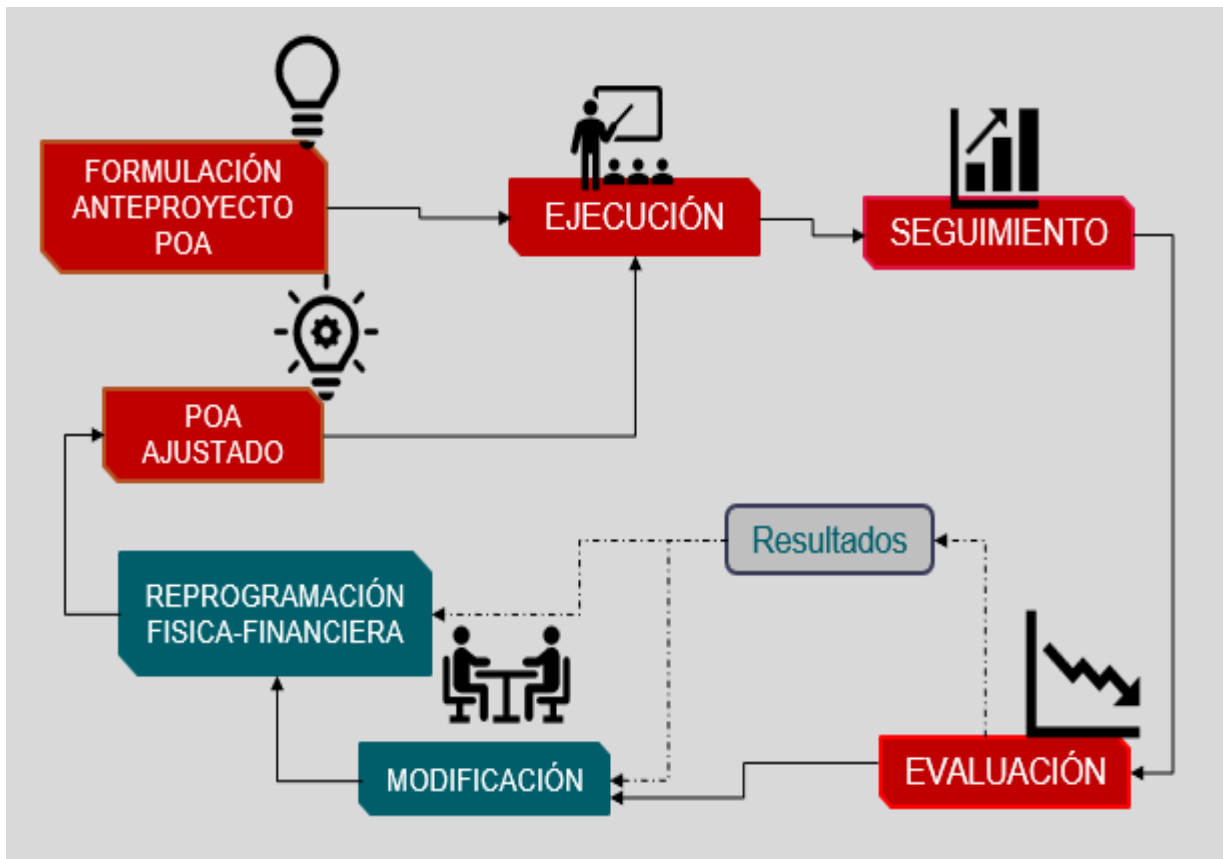 FORMULACIÓN
ANTEPROYECTO
POA
EJECUCIÓN
SEGUIMIENTO
POA
AJUSTADO
Resultados
REPROGRAMACIÓN
FISICA-FINANCIERA
MODIFICACIÓN
EVALUACIÓN